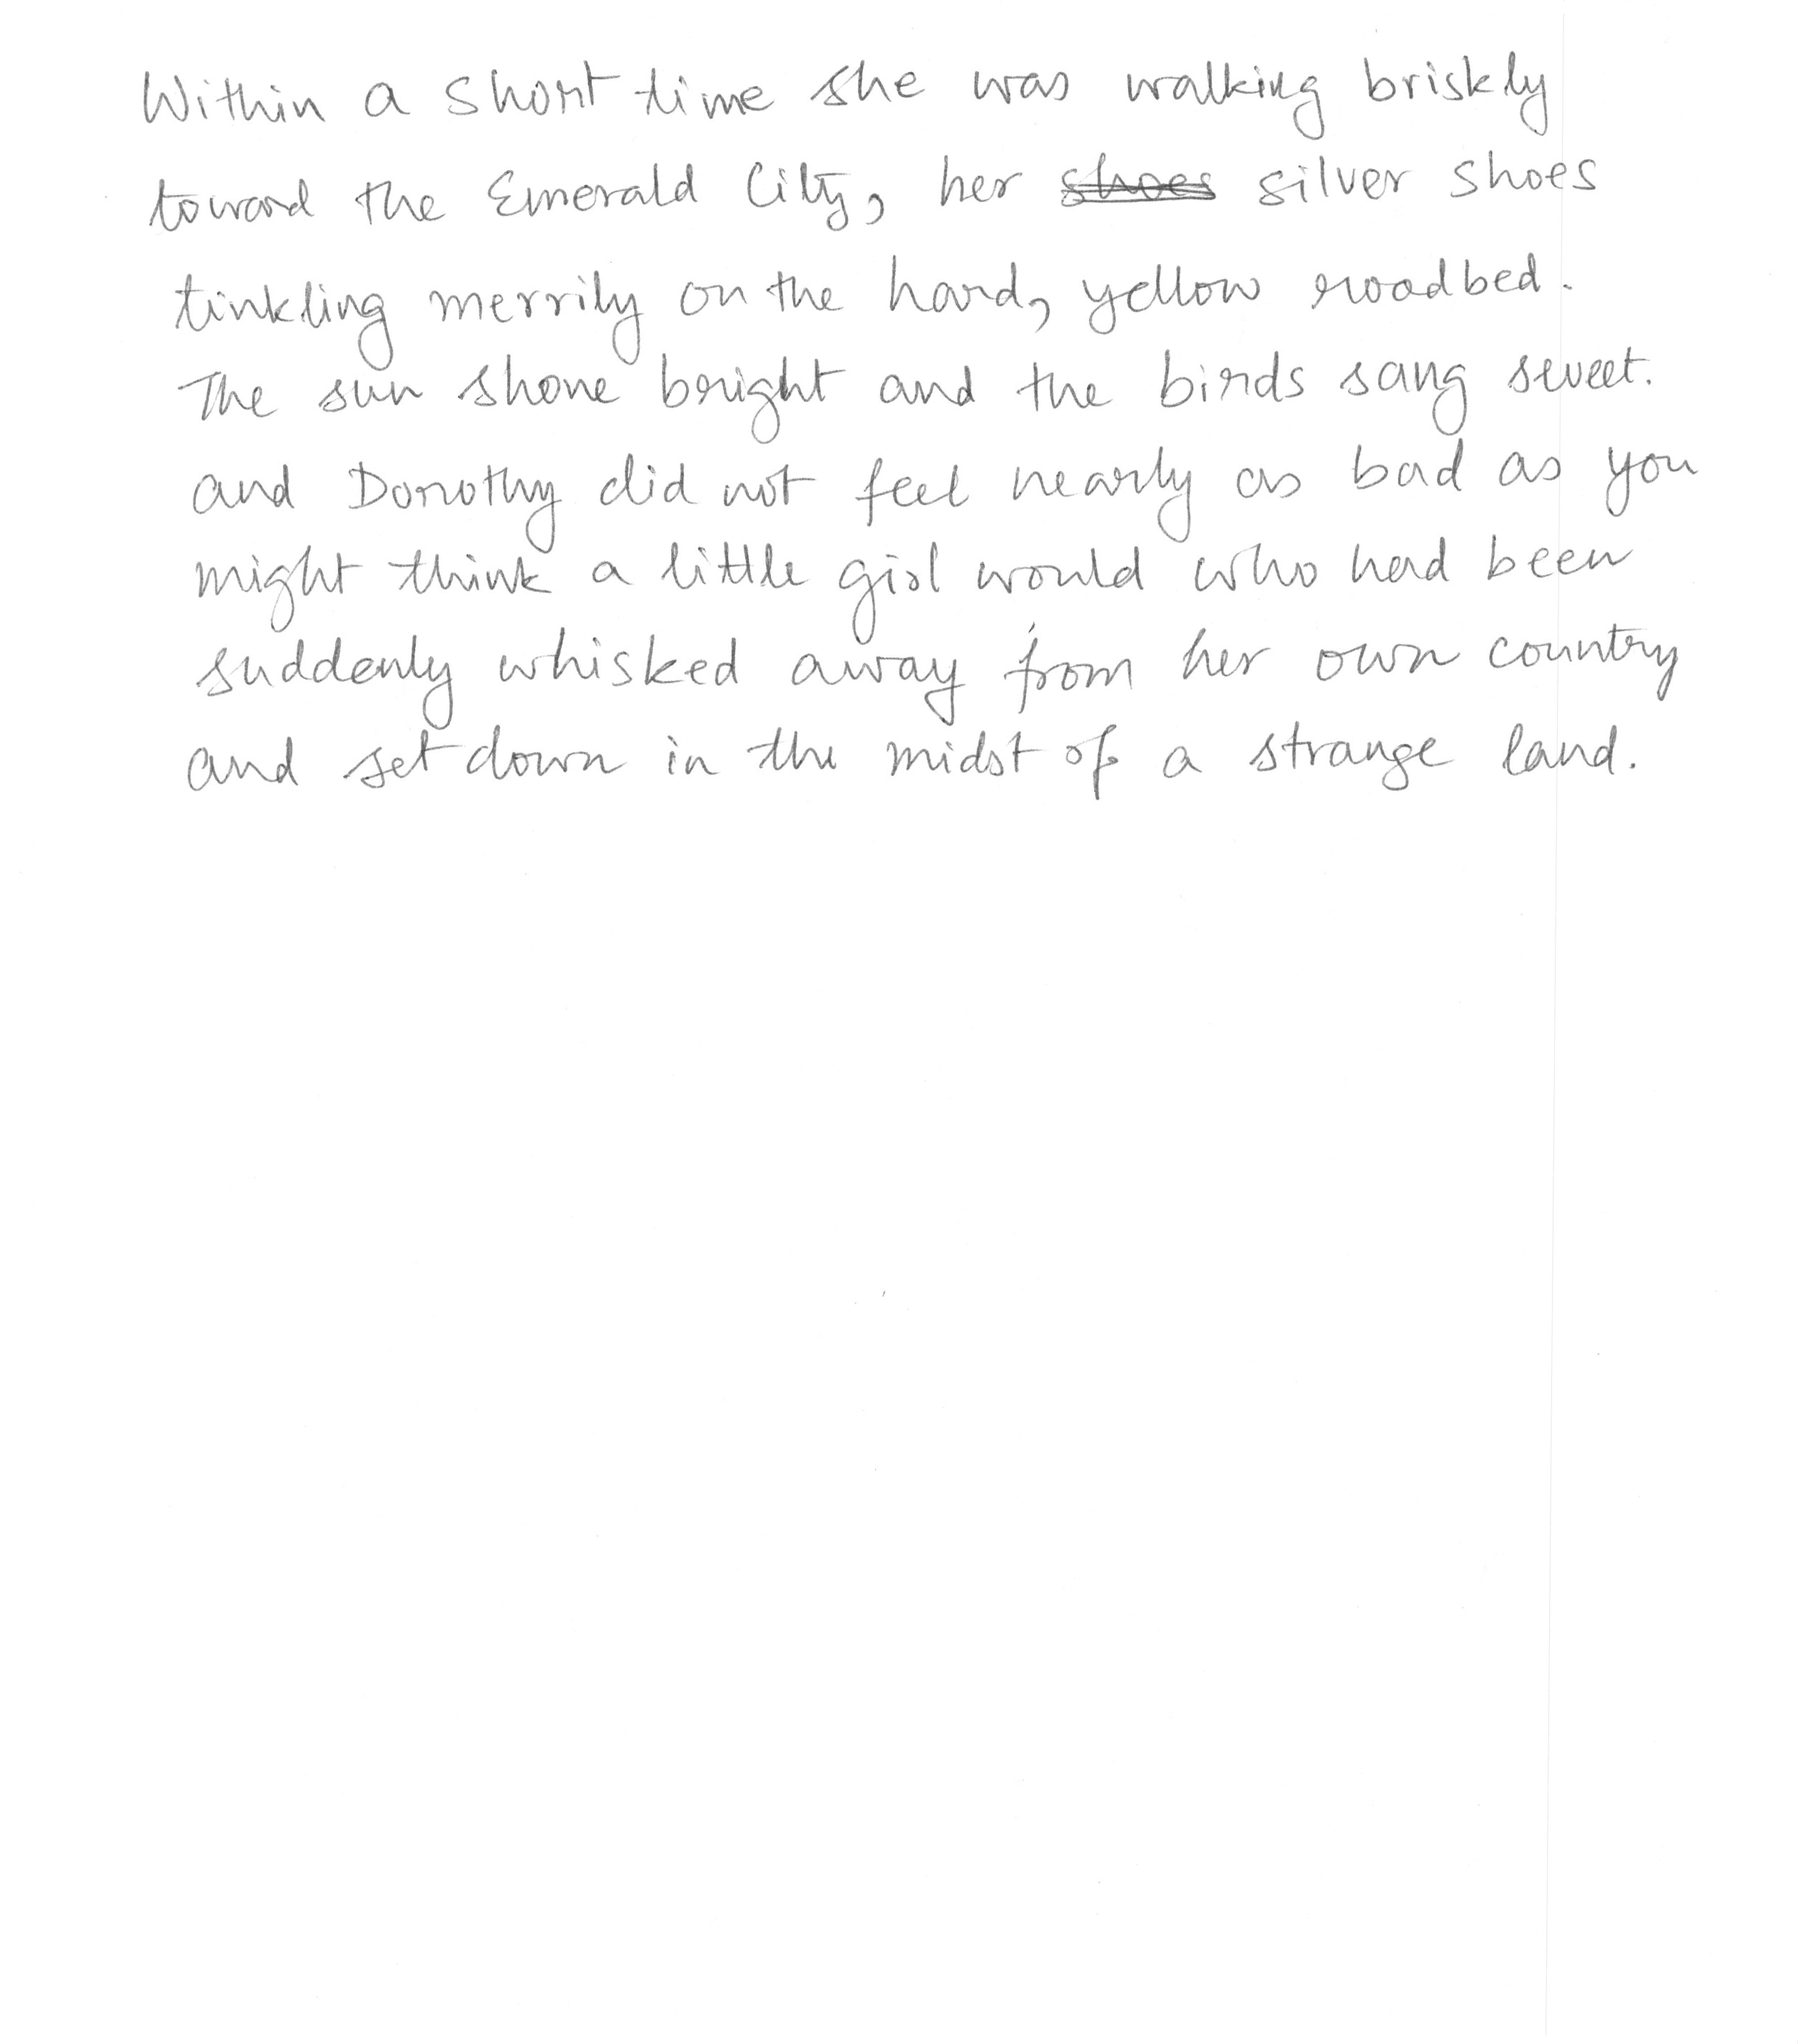 Within a short time she was walking briskly
toward the Emerald City, her shoes silver shoes
tinkling merrily on the hard, yellow roadbed.
The sun shone bright and the birds sang sweet.
and Dorothy did not feel nearly as bad as you
might think a little girl would who had been
suddenly whisked away from her own country
and set down in the midst of a strange land.